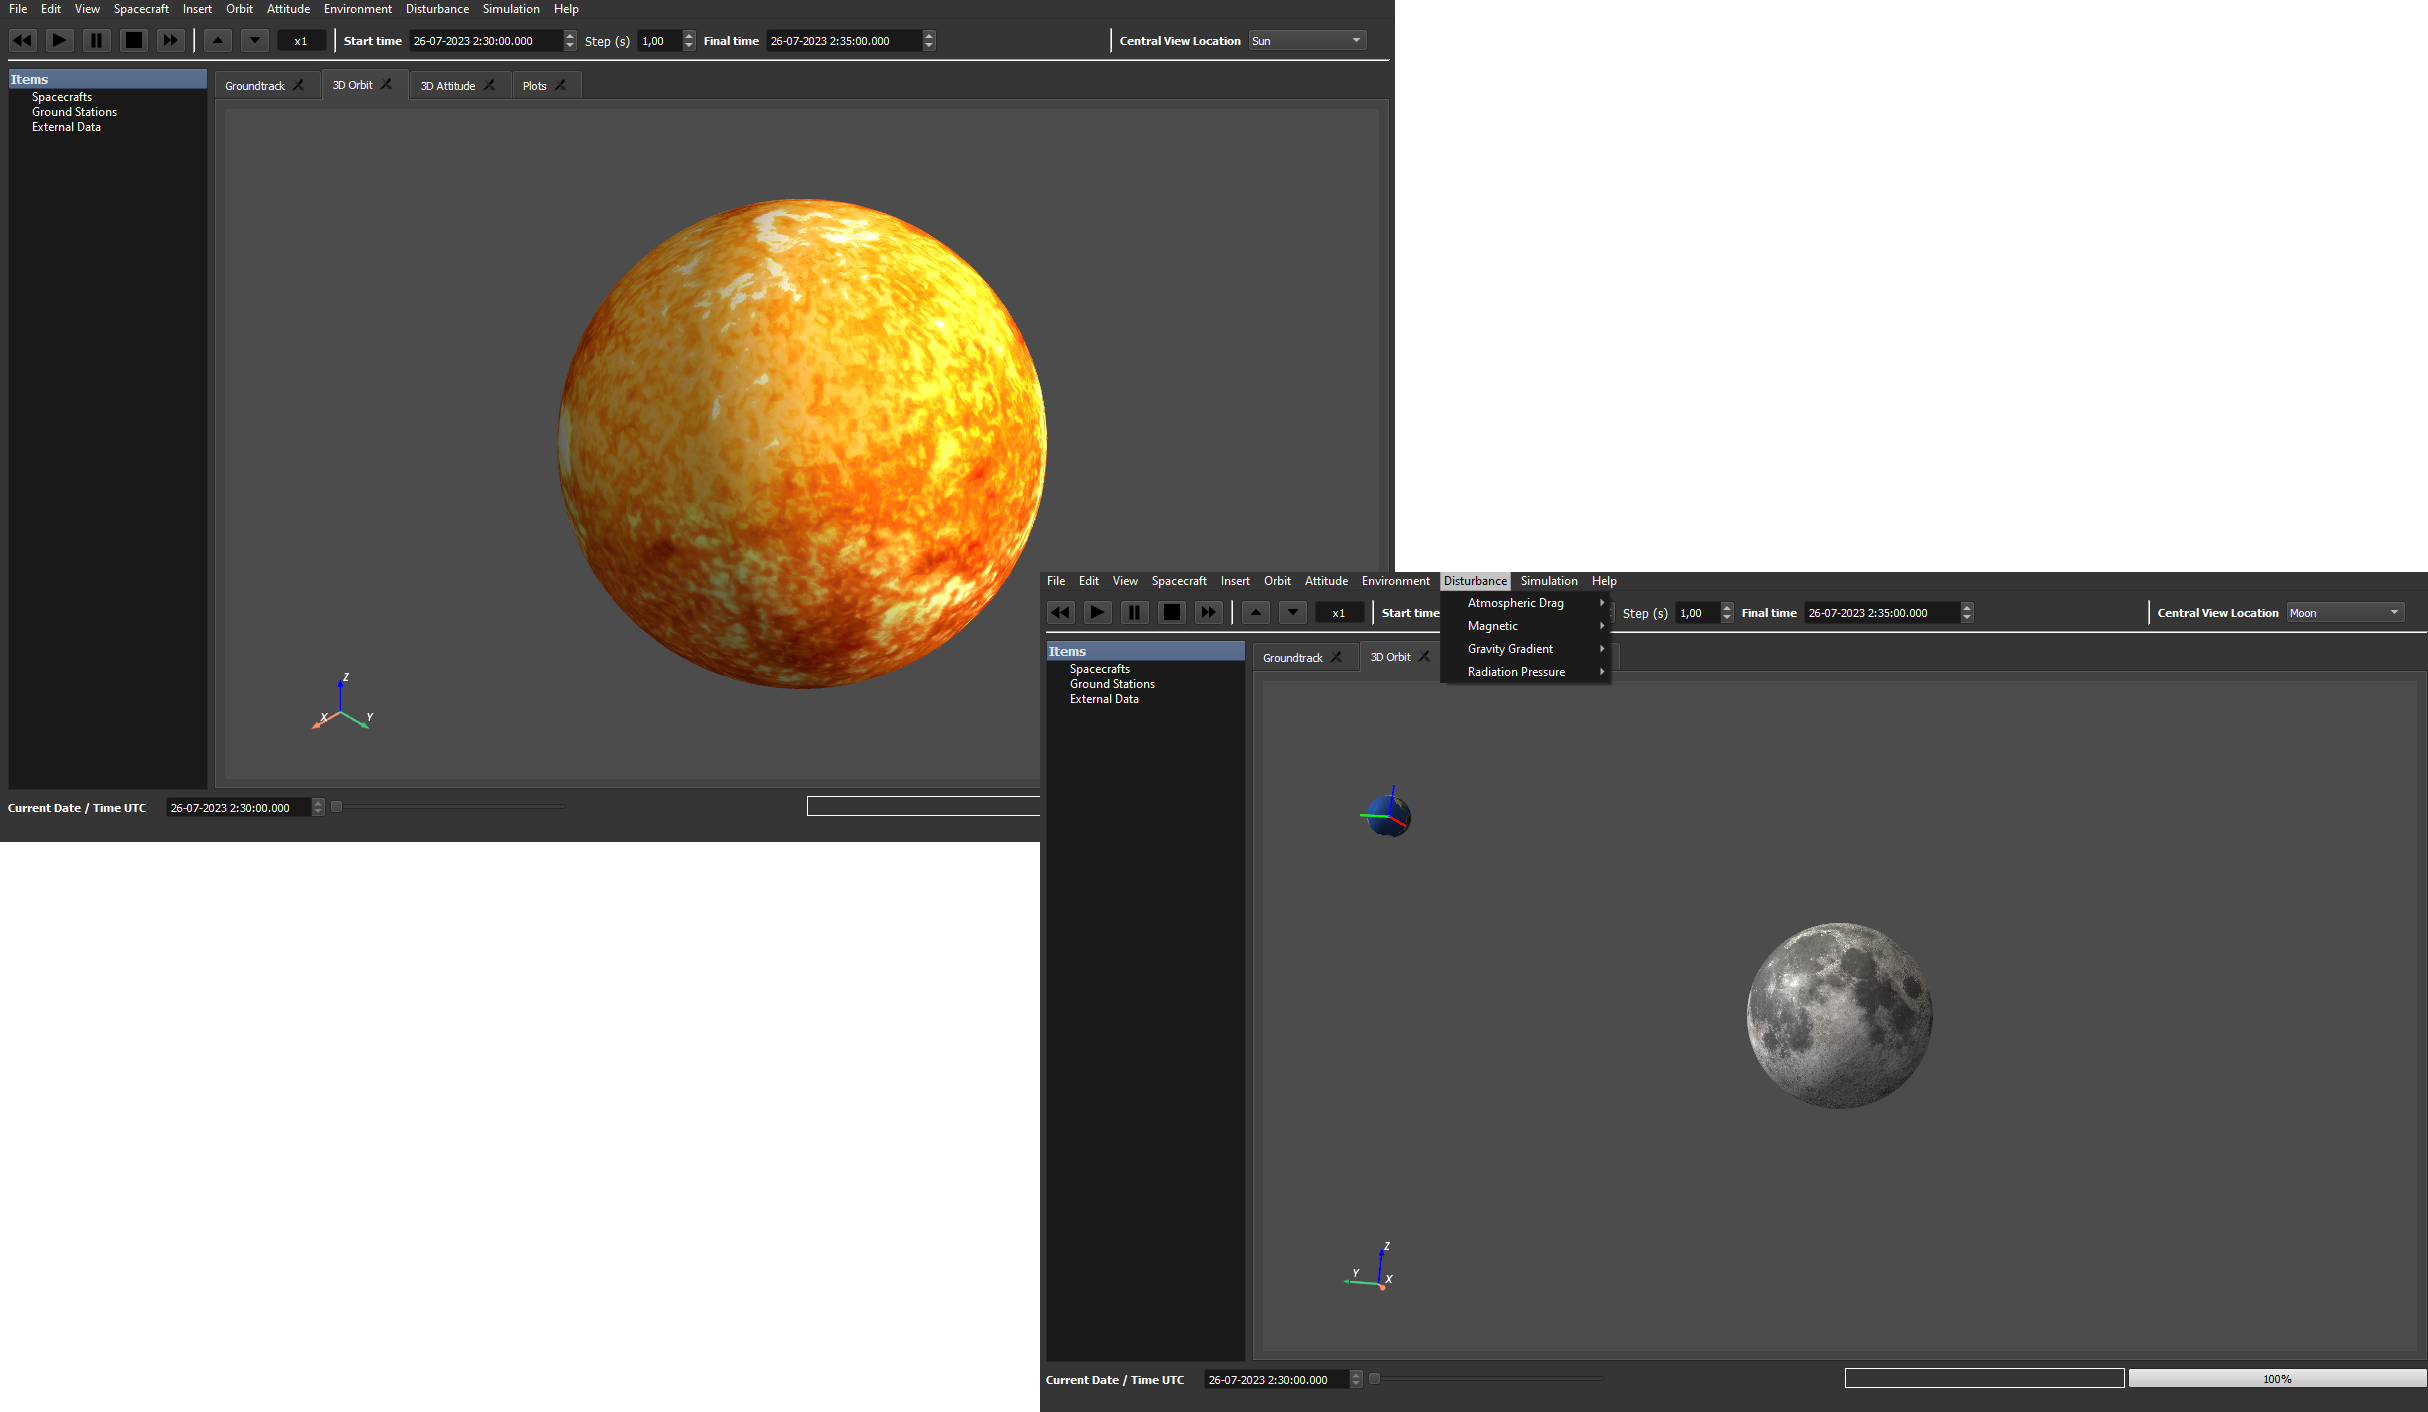 File Edit View Spacecraft Insert Orbit Attitude Environment Disturbance Simulation Help
x1 Start time 26-07-2023 2:30:00.000 Step (s) 1,00 Final time 26-07-2023 2:35:00.000 Central View Location Sun
Items
Spacecrafts
Ground Stations
External Data
Groundtrack 3D Orbit 3D Attitude Plots
Z
X Y
Current Date / Time UTC 26-07-2023 2:30:00.000
File Edit View Spacecraft Insert Orbit Attitude Environment Disturbance Simulation Help
x1 Start time Step (s) 1,00 Final time 26-07-2023 2:35:00.000 Central View Location Moon
Atmospheric Drag
Magnetic
Gravity Gradient
Radiation Pressure
Items
Spacecrafts
Ground Stations
External Data
Groundtrack 3D Orbit
Z
Y X
Current Date / Time UTC 26-07-2023 2:30:00.000
100%